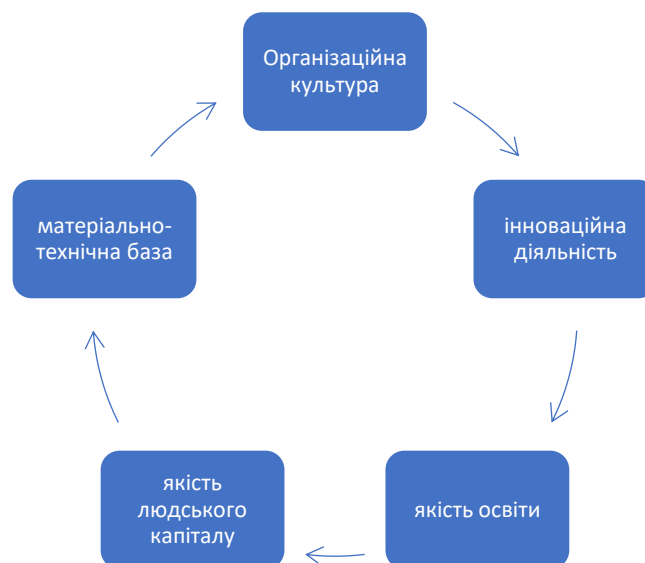 Організаційна
культура
інноваційна
діяльність
якість освіти
якість
людського
капіталу
матеріально-
технічна база